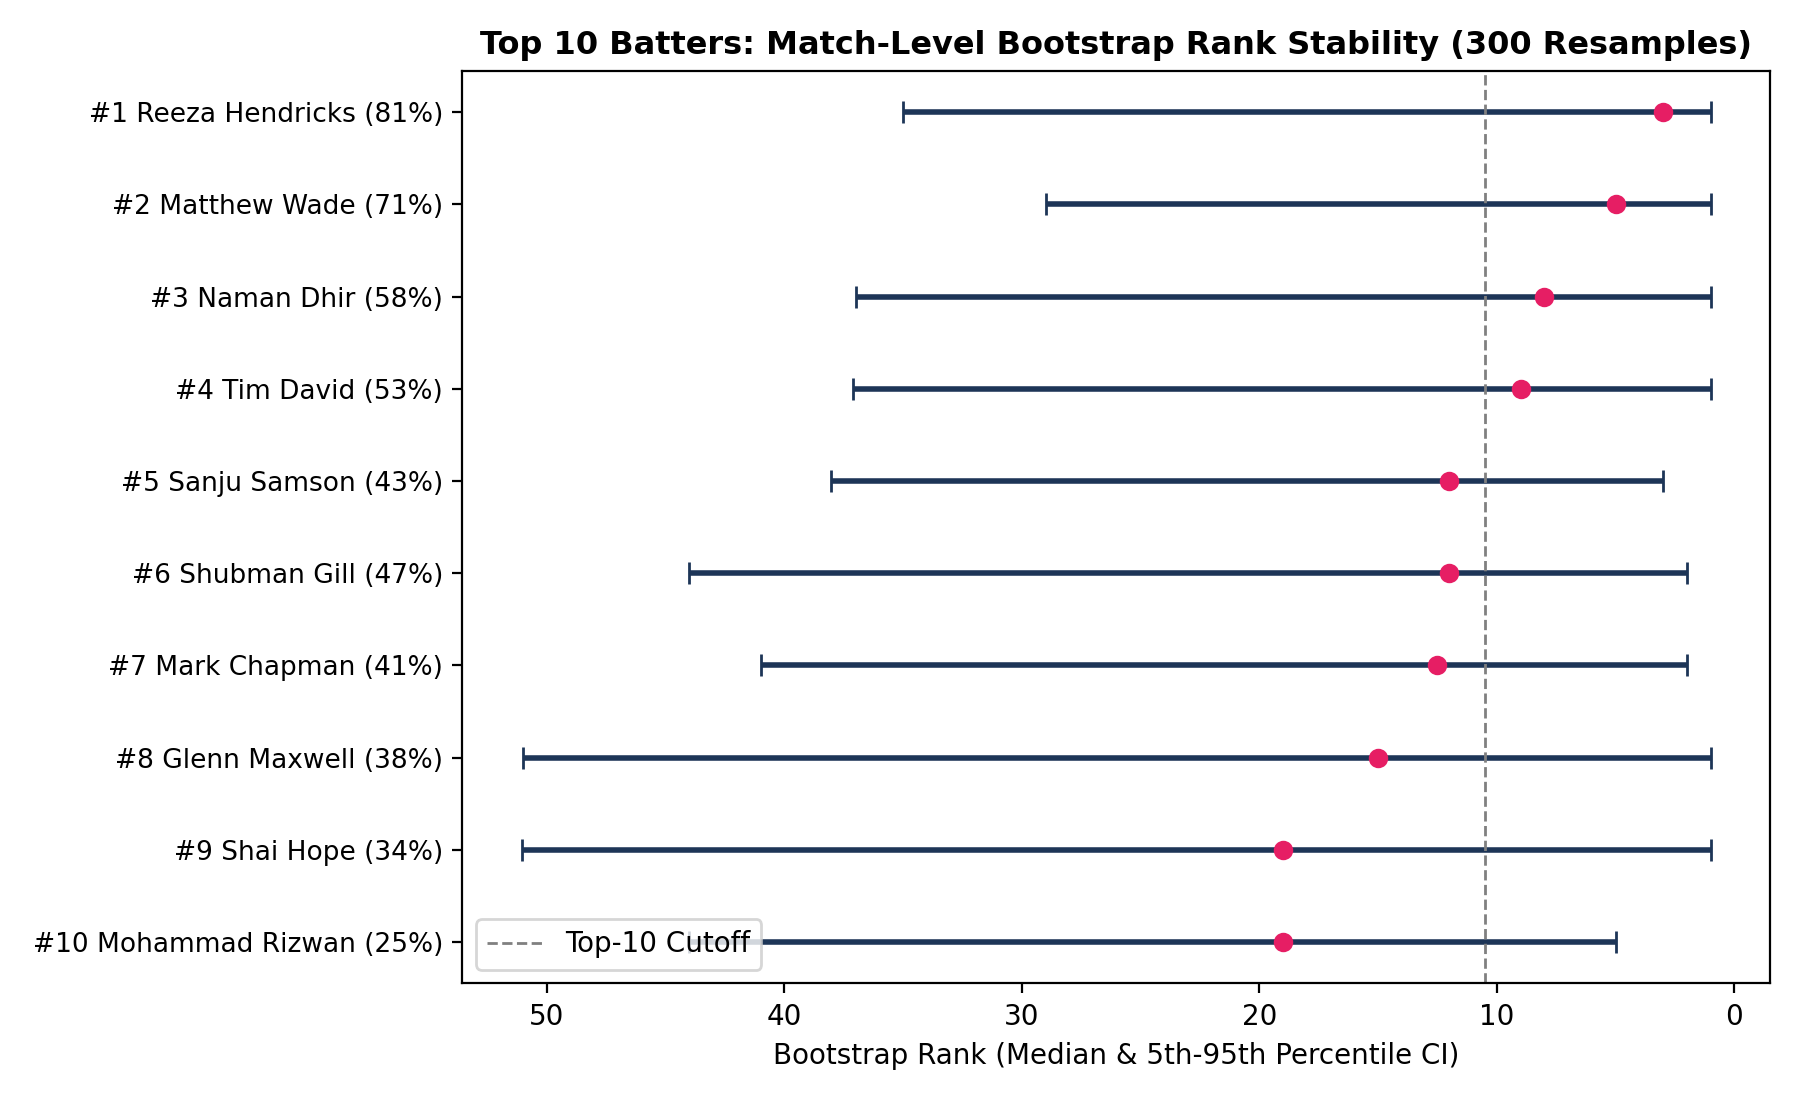 Top 10 Batters: Match-Level Bootstrap Rank Stability (300 Resamples)
#1 Reeza Hendricks (81%)
#2 Matthew Wade (71%)
#3 Naman Dhir (58%)
#4 Tim David (53%)
#5 Sanju Samson (43%)
#6 Shubman Gill (47%)
#7 Mark Chapman (41%)
#8 Glenn Maxwell (38%)
#9 Shai Hope (34%)
#10 Mohammad Rizwan (25%)
Top-10 Cutoff
50 40 30 20 10 0
Bootstrap Rank (Median & 5th-95th Percentile CI)